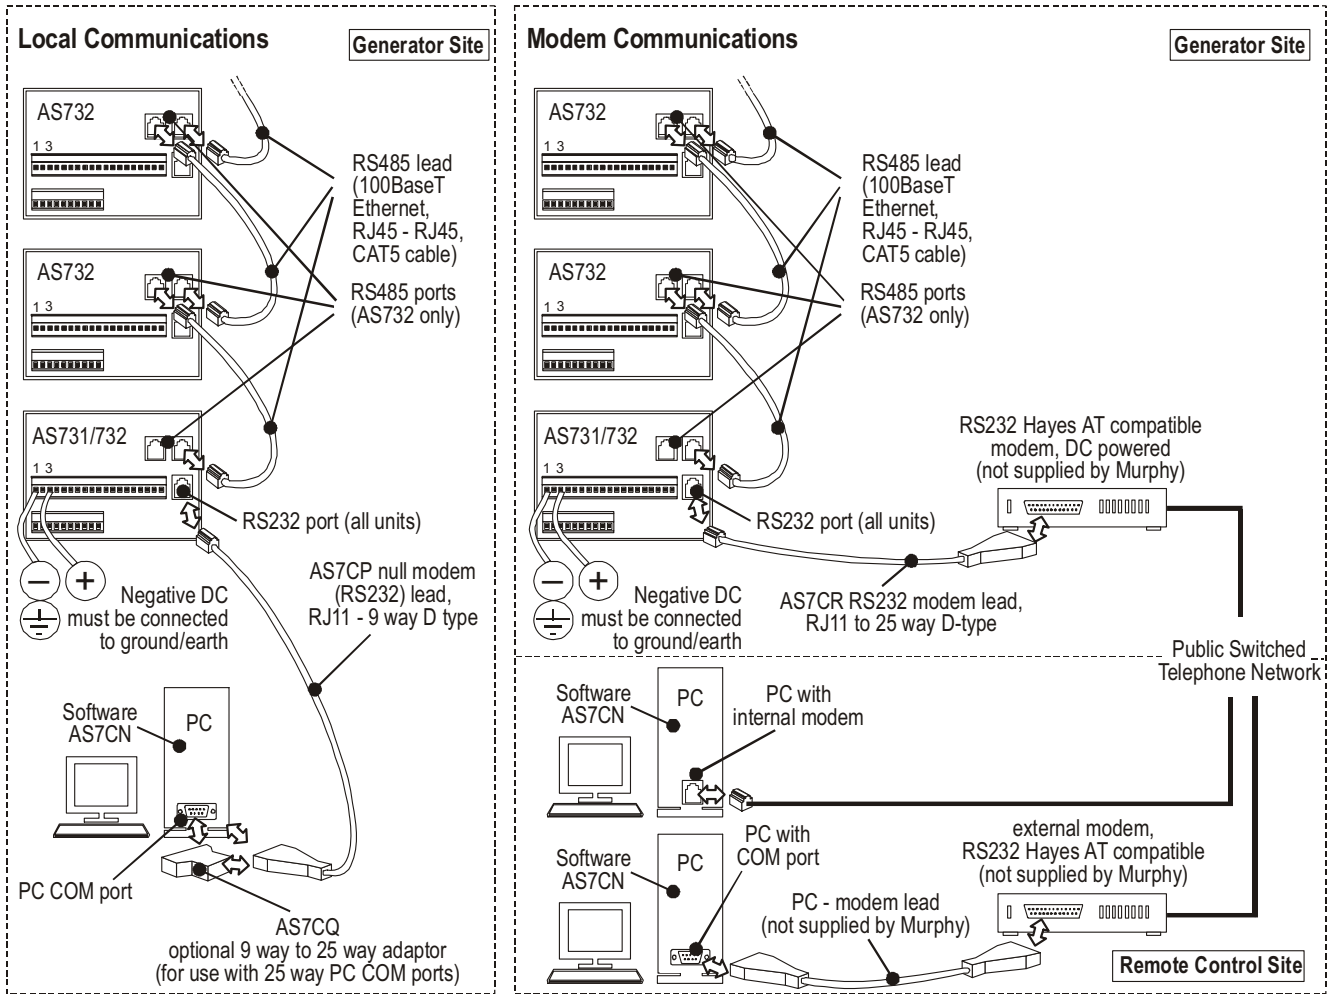 Local Communications
Generator Site
AS732
1 3
RS485 lead
(100BaseT
Ethernet,
RJ45 - RJ45,
CAT5 cable)
AS732
1 3
RS485 ports
(AS732 only)
AS731/732
1 3
RS232 port (all units)
− +
Negative DC
must be connected
to ground/earth
AS7CP null modem
(RS232) lead,
RJ11 - 9 way D type
Software
AS7CN
PC
PC COM port
AS7CQ
optional 9 way to 25 way adaptor
(for use with 25 way PC COM ports)
Modem Communications
Generator Site
AS732
1 3
RS485 lead
(100BaseT
Ethernet,
RJ45 - RJ45,
CAT5 cable)
AS732
1 3
RS485 ports
(AS732 only)
AS731/732
1 3
RS232 port (all units)
RS232 Hayes AT compatible
modem, DC powered
(not supplied by Murphy)
− +
Negative DC
must be connected
to ground/earth
AS7CR RS232 modem lead,
RJ11 to 25 way D-type
Public Switched
Telephone Network
Software
AS7CN
PC
PC with
internal modem
Software
AS7CN
PC
PC with
COM port
external modem,
RS232 Hayes AT compatible
(not supplied by Murphy)
PC - modem lead
(not supplied by Murphy)
Remote Control Site